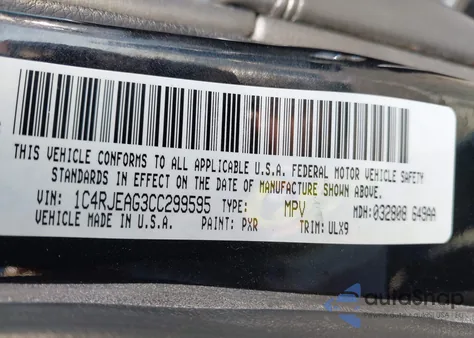 THIS VEHICLE CONFORMS TO ALL APPLICABLE U.S.A. FEDERAL MOTOR VEHICLE SAFETY
STANDARDS IN EFFECT ON THE DATE OF MANUFACTURE SHOWN ABOVE.
VIN: 1C4RJEAG3CC299595 TYPE: MPV MDH: 032808 649AA
VEHICLE MADE IN U.S.A. PAINT: PXR TRIM: ULX9
autosnap